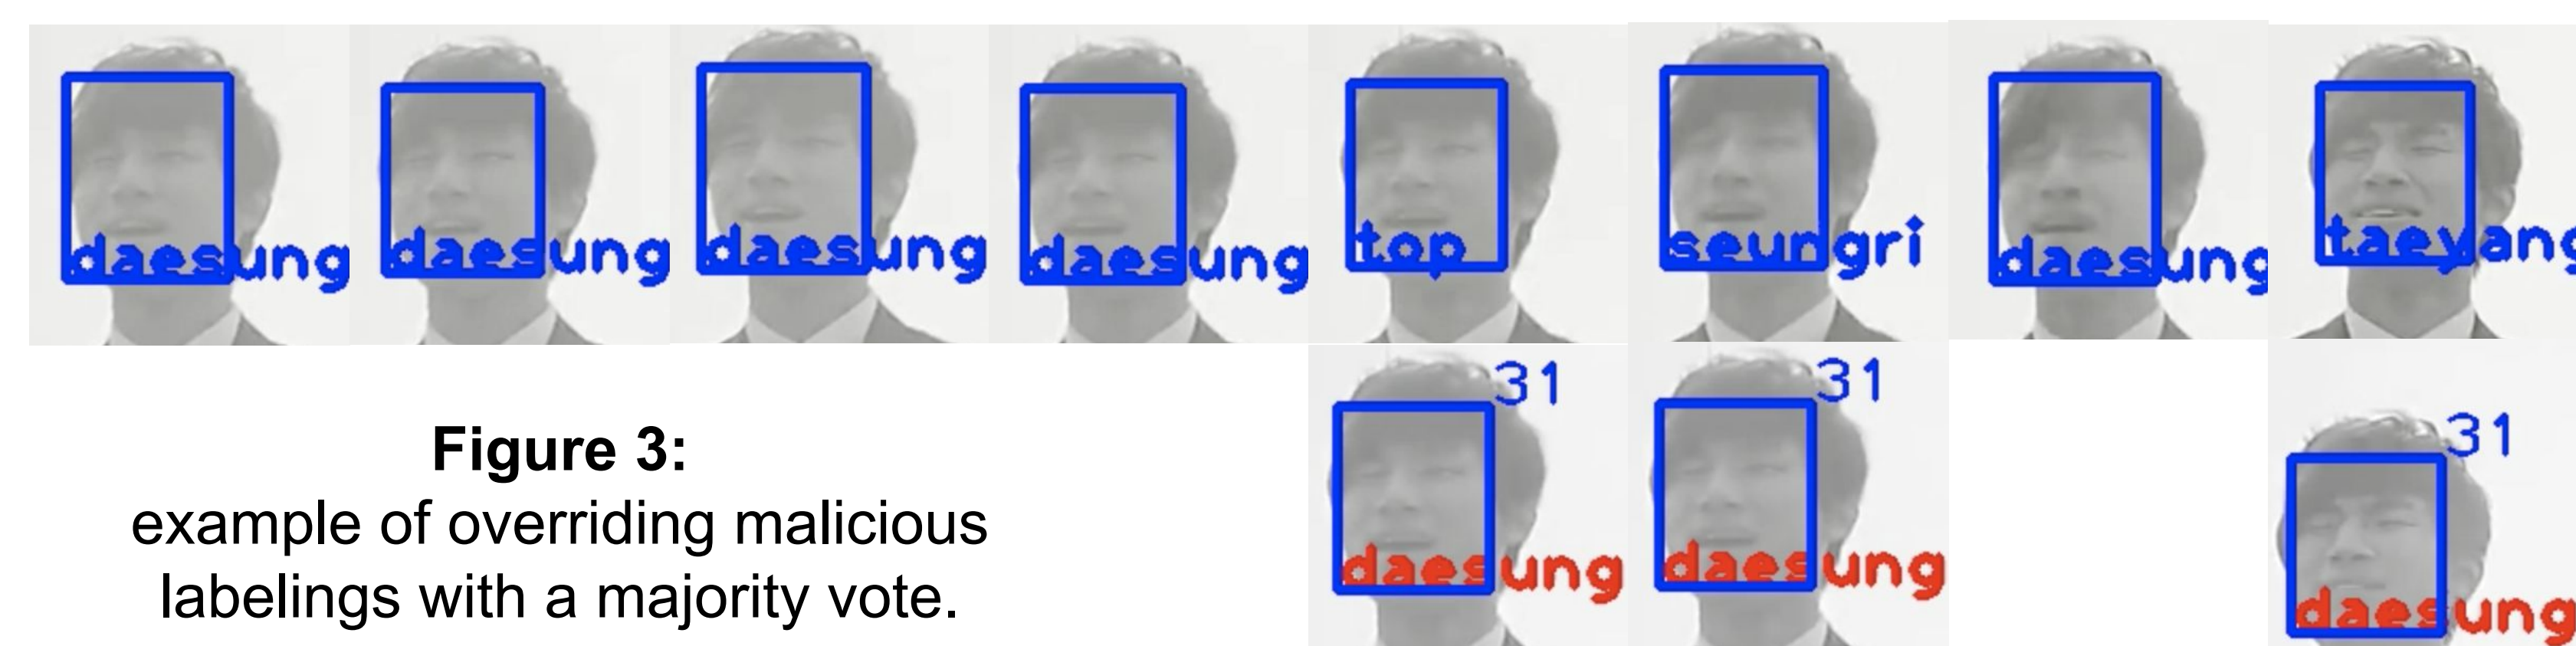 daesung
daesung
daesung
daesung
top
seungri
daesung
taeyang
31
31
31
daesung
daesung
daesung
Figure 3:
example of overriding malicious
labelings with a majority vote.